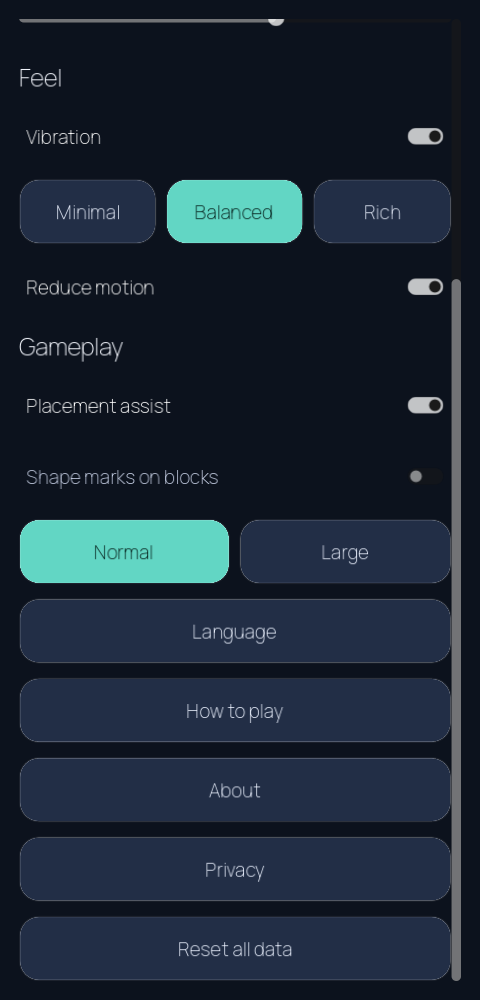 Feel
Vibration
Minimal
Balanced
Rich
Reduce motion
Gameplay
Placement assist
Shape marks on blocks
Normal
Large
Language
How to play
About
Privacy
Reset all data